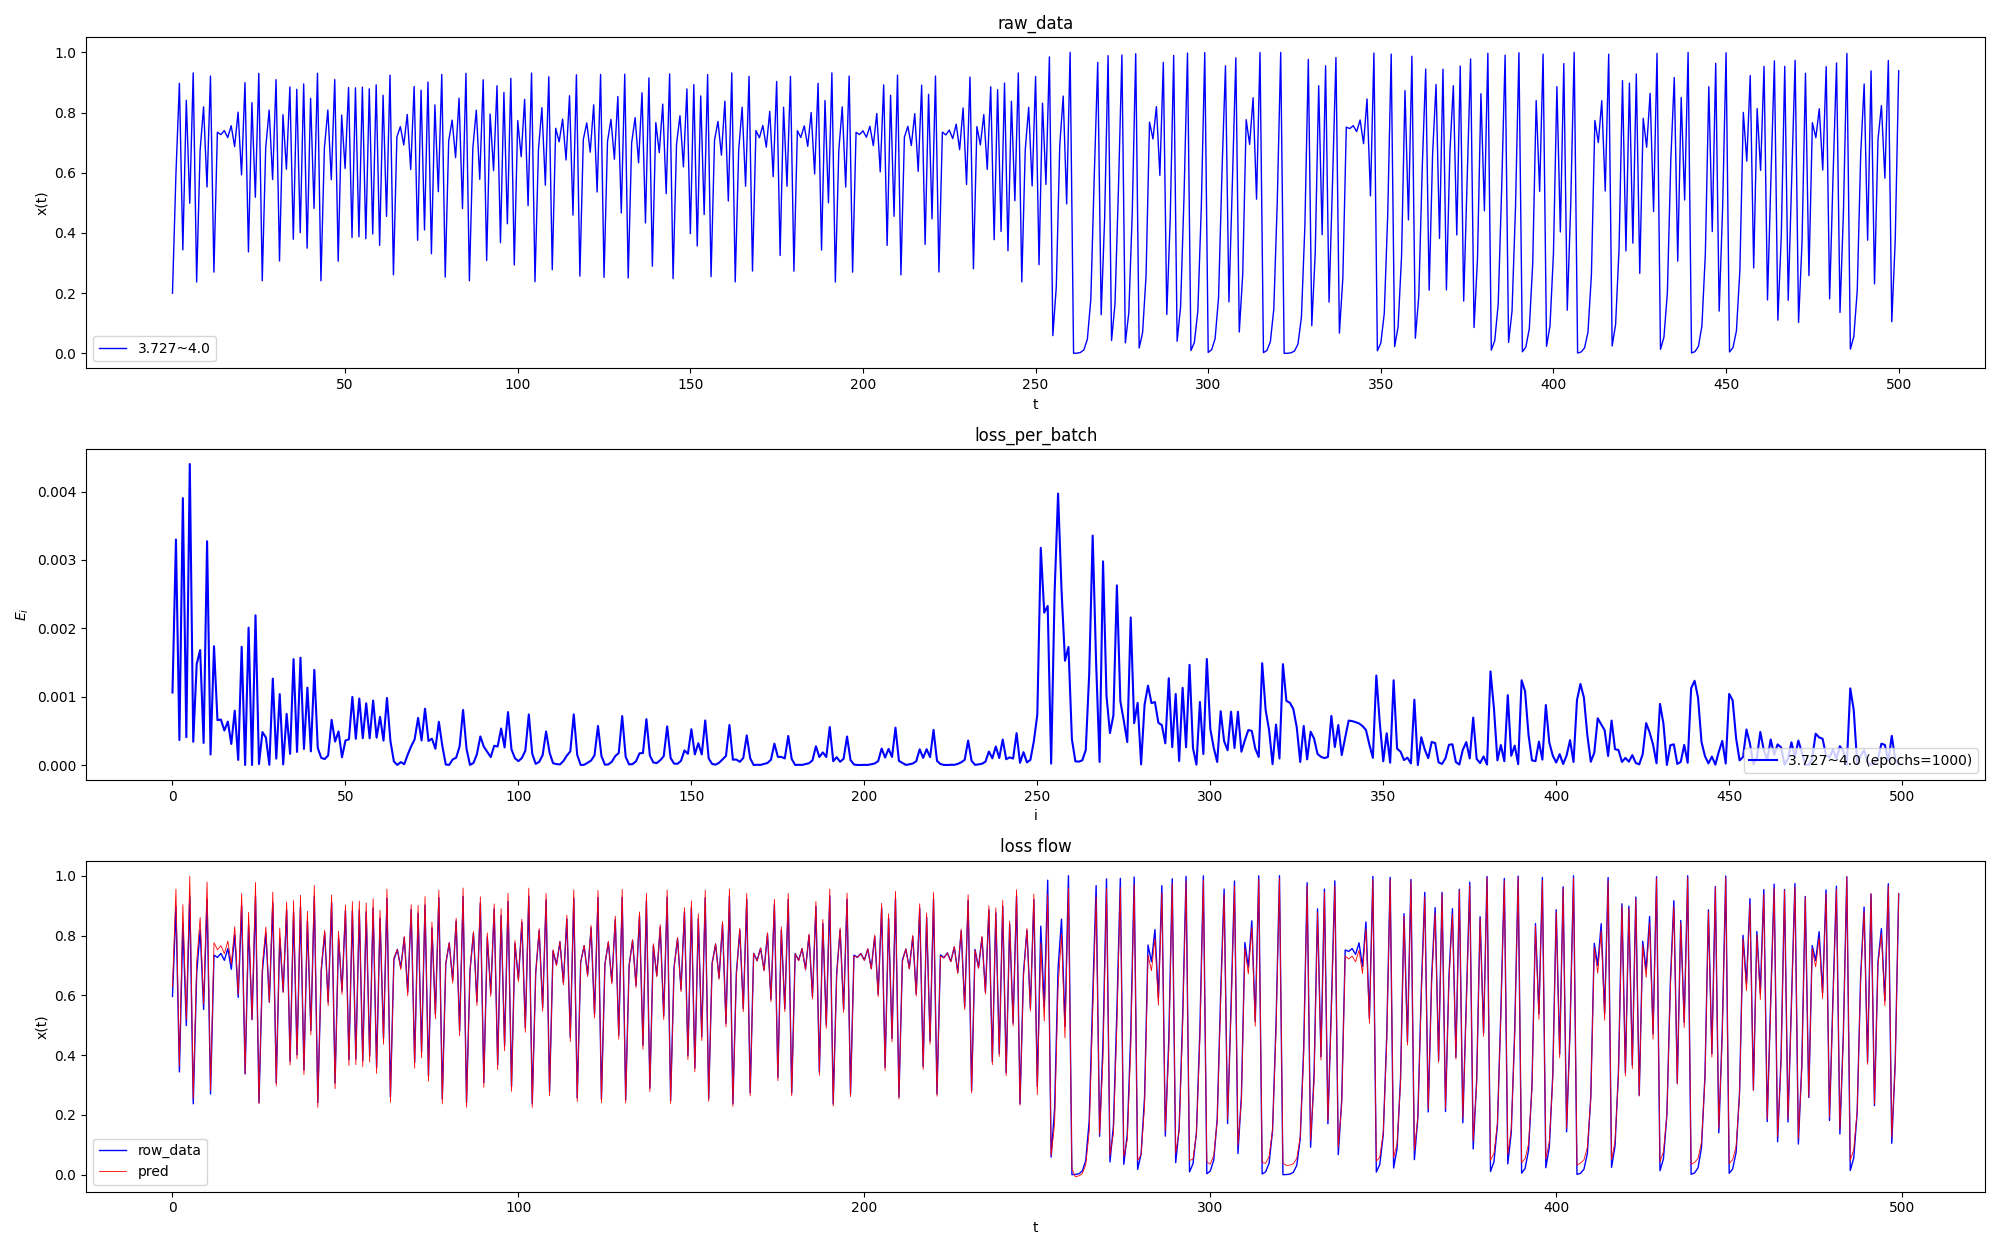 raw_data
1.0
0.8
0.6
0.4
0.2
0.0
x(t)
3.727~4.0
50 100 150 200 250 300 350 400 450 500
t
loss_per_batch
0.004
0.003
0.002
0.001
0.000
E_i
3.727~4.0 (epochs=1000)
0 50 100 150 200 250 300 350 400 450 500
i
loss flow
1.0
0.8
0.6
0.4
0.2
0.0
x(t)
row_data
pred
0 100 200 300 400 500
t